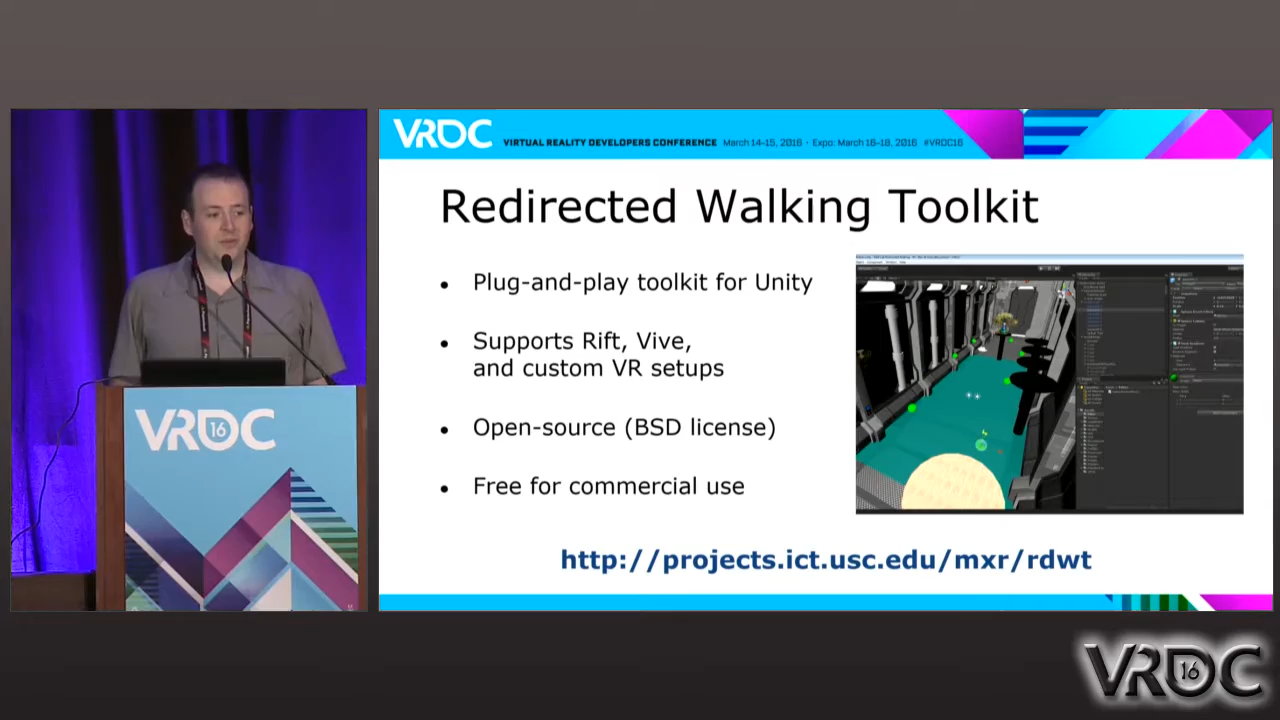 VRDC VIRTUAL REALITY DEVELOPERS CONFERENCE March 14-15, 2016 · Expo: March 16-18, 2016 #VRDC16
Redirected Walking Toolkit
• Plug-and-play toolkit for Unity
• Supports Rift, Vive,
and custom VR setups
• Open-source (BSD license)
• Free for commercial use
http://projects.ict.usc.edu/mxr/rdwt
VRDC 16
VRDC 16